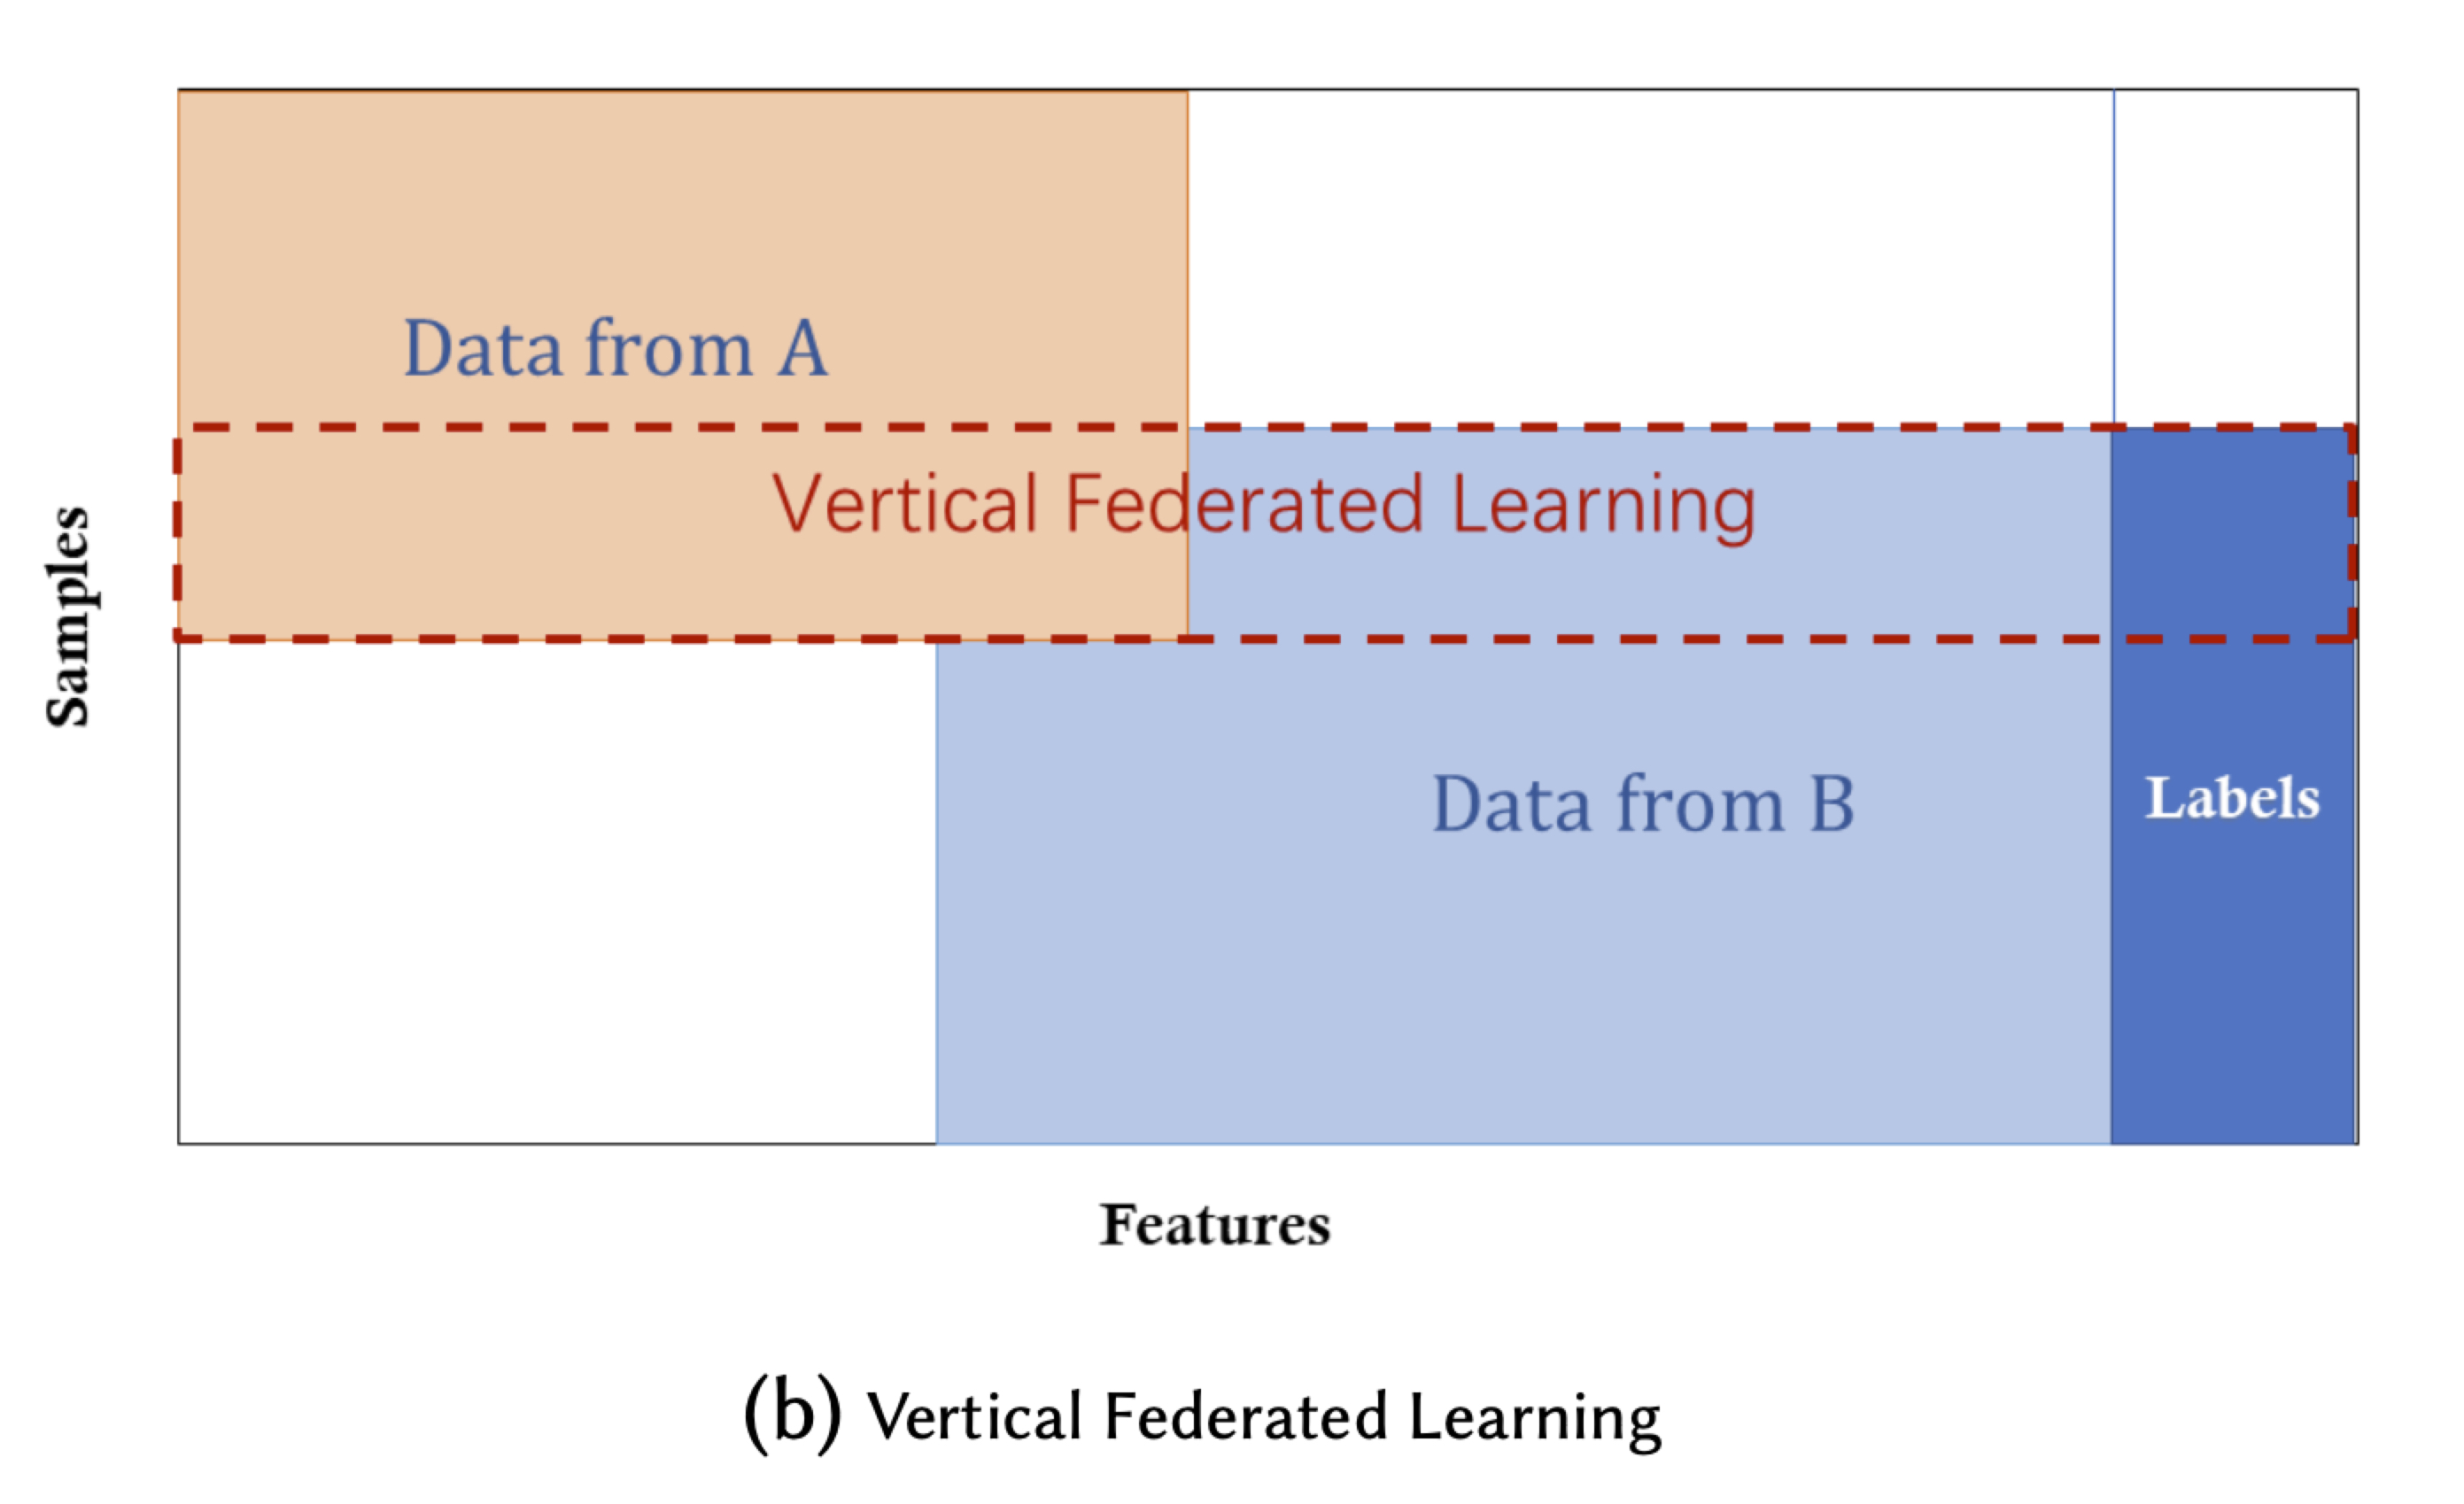 Data from A
Vertical Federated Learning
Samples
Data from B
Labels
Features
(b) Vertical Federated Learning